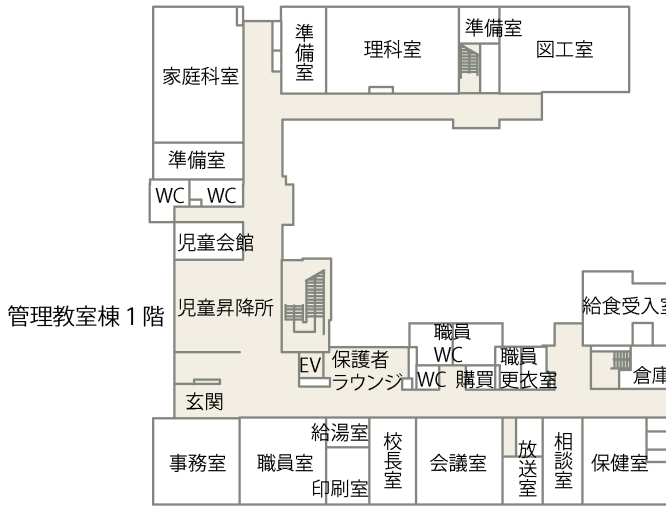 準備室
理科室
準備室
図工室
家庭科室
準備室
WC
WC
児童会館
児童昇降所
管理教室棟１階
給食受入室
職員
WC
EV
保護者
ラウンジ
WC
購買
職員
更衣室
倉庫
玄関
事務室
職員室
給湯室
印刷室
校長室
会議室
放送室
相談室
保健室